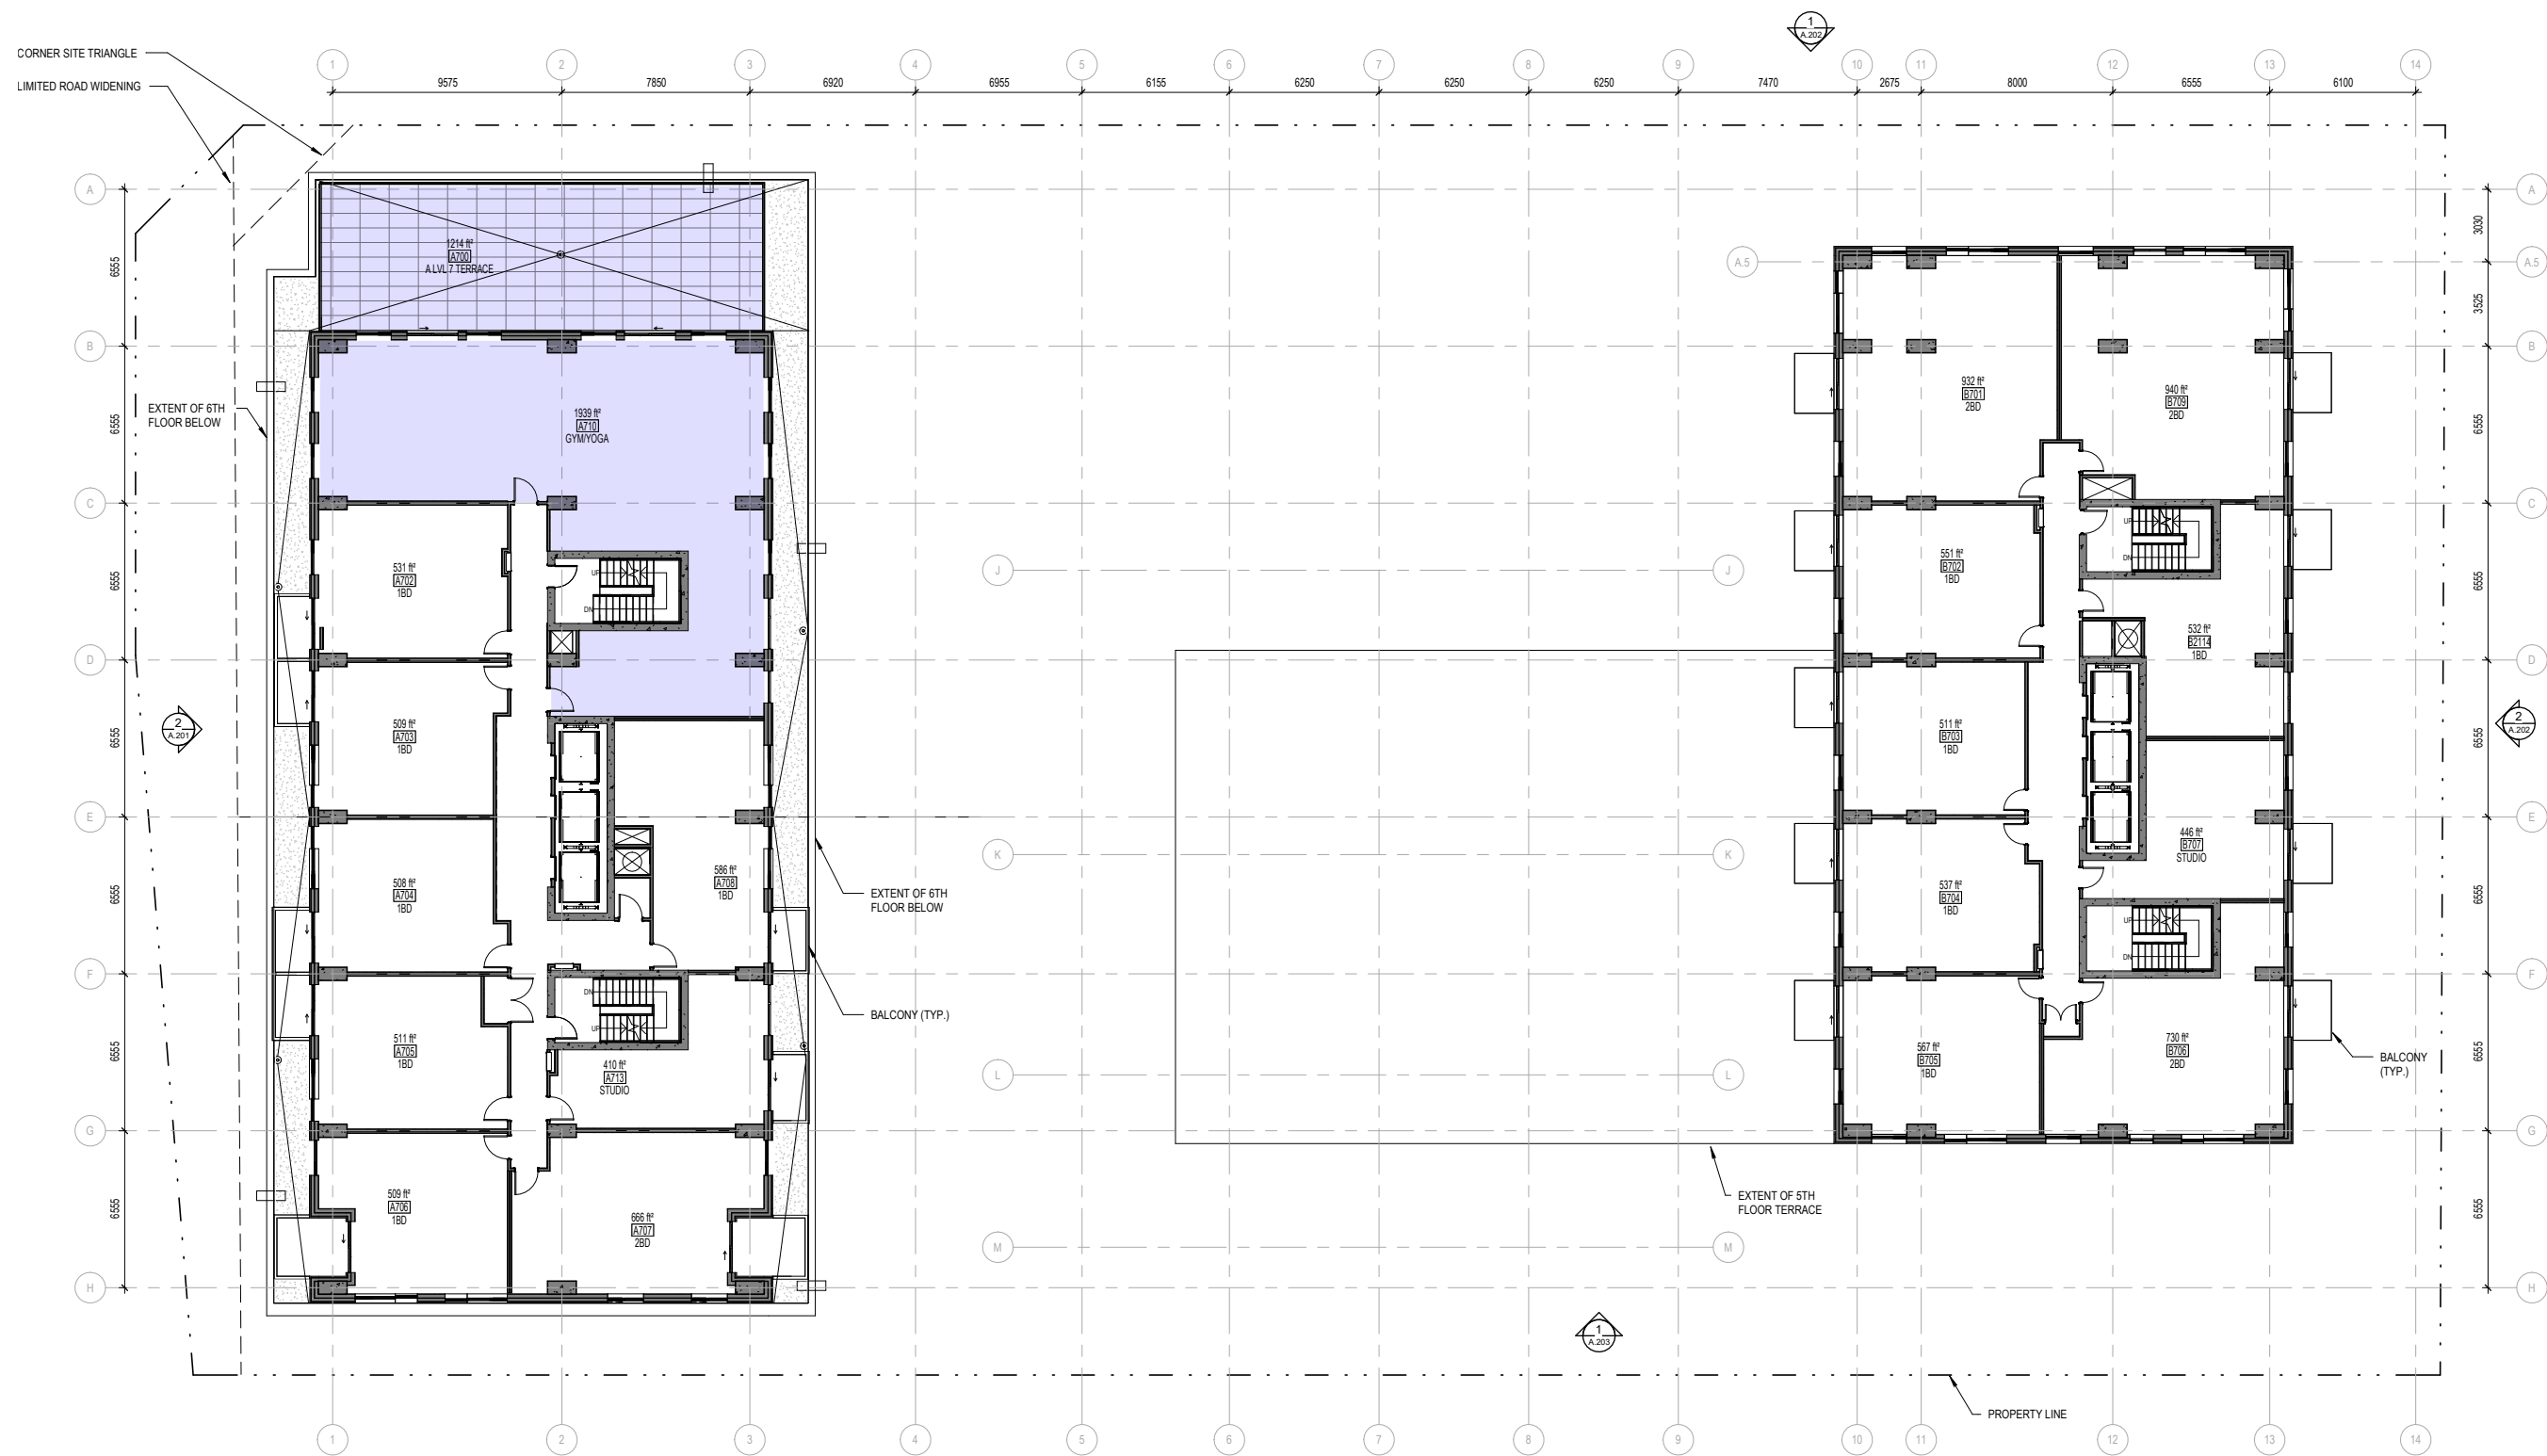 1
A.202
CORNER SITE TRIANGLE
LIMITED ROAD WIDENING
1 2 3 4 5 6 7 8 9 10 11 12 13 14
9575 7850 6920 6955 6155 6250 6250 6250 7470 2675 8000 6555 6100
A
A
6555
3030
1214 ft²
A700
A LVL 7 TERRACE
A.5
A.5
3525
B
B
EXTENT OF 6TH
FLOOR BELOW
6555
1939 ft²
A710
GYM/YOGA
932 ft²
B701
2BD
940 ft²
B709
2BD
6555
C
C
6555
531 ft²
A702
1BD
UP
DN
J
J
551 ft²
B702
1BD
UP
DN
532 ft²
B2114
1BD
6555
D
D
2
A.201
6555
509 ft²
A703
1BD
511 ft²
B703
1BD
6555
2
A.202
E
E
6555
508 ft²
A704
1BD
586 ft²
A708
1BD
K
K
EXTENT OF 6TH
FLOOR BELOW
537 ft²
B704
1BD
446 ft²
B707
STUDIO
UP
DN
6555
F
F
6555
511 ft²
A705
1BD
DN
UP
410 ft²
A713
STUDIO
BALCONY (TYP.)
L
L
567 ft²
B705
1BD
730 ft²
B706
2BD
BALCONY
(TYP.)
6555
G
G
6555
509 ft²
A706
1BD
666 ft²
A707
2BD
EXTENT OF 5TH
FLOOR TERRACE
6555
M
M
H
H
1
A.203
PROPERTY LINE
1 2 3 4 5 6 7 8 9 10 11 12 13 14